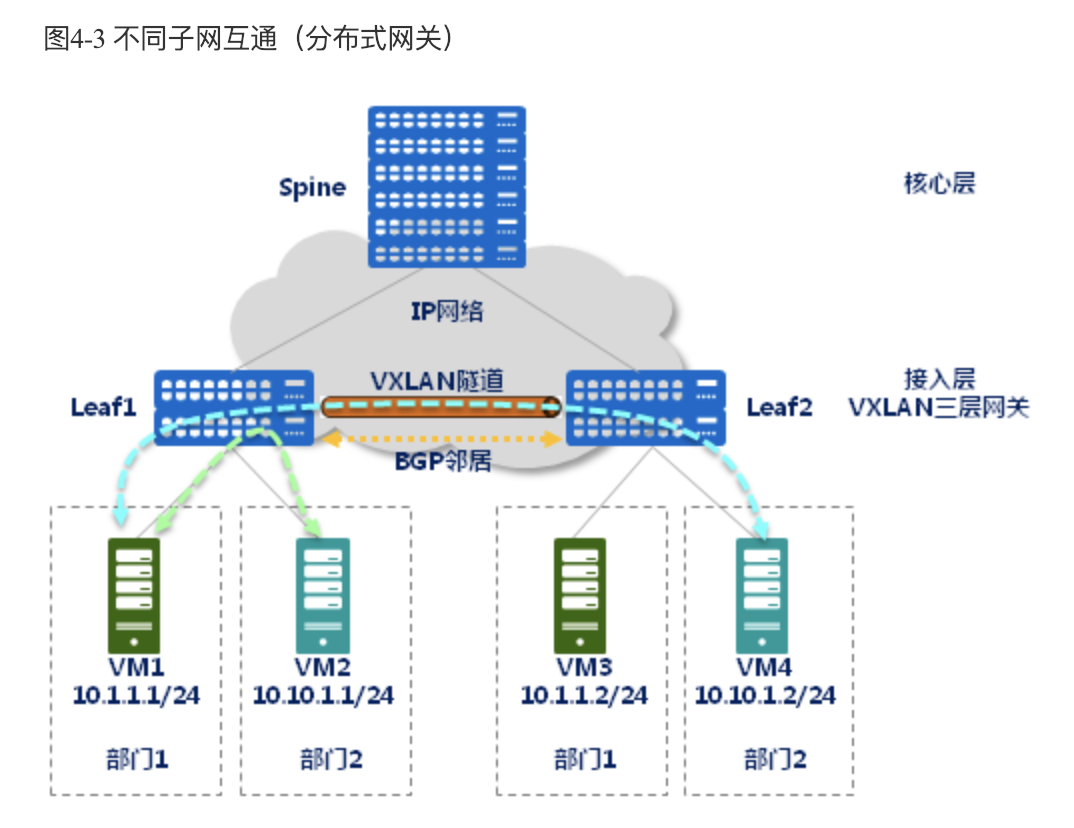 图4-3 不同子网互通（分布式网关）
Spine
核心层
IP网络
VXLAN隧道
接入层
Leaf1
Leaf2
VXLAN三层网关
BGP邻居
VM1
10.1.1.1/24
部门1
VM2
10.10.1.1/24
部门2
VM3
10.1.1.2/24
部门1
VM4
10.10.1.2/24
部门2